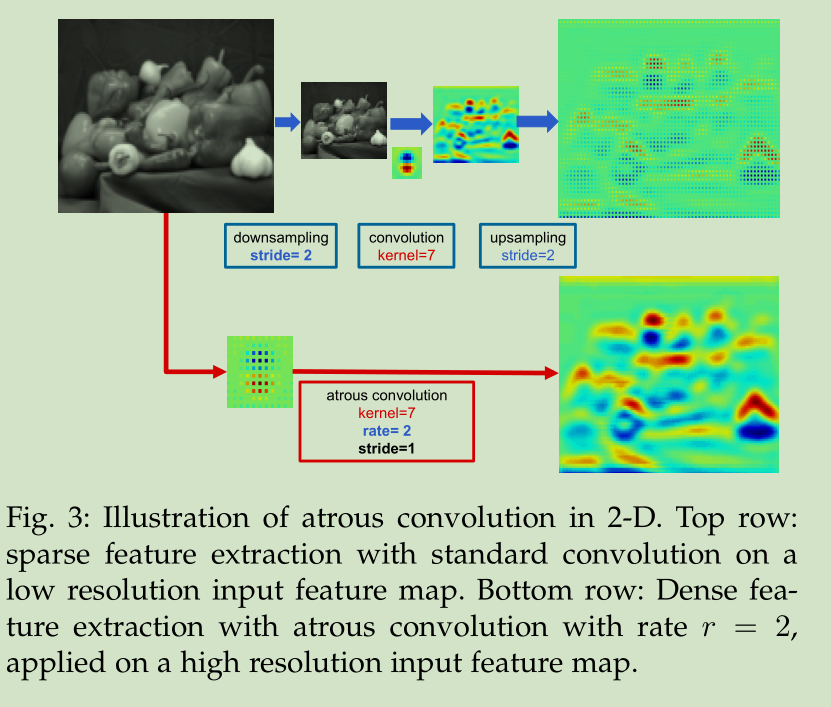 downsampling
stride= 2
convolution
kernel=7
upsampling
stride=2
atrous convolution
kernel=7
rate= 2
stride=1
Fig. 3: Illustration of atrous convolution in 2-D. Top row:
sparse feature extraction with standard convolution on a
low resolution input feature map. Bottom row: Dense fea-
ture extraction with atrous convolution with rate r = 2,
applied on a high resolution input feature map.